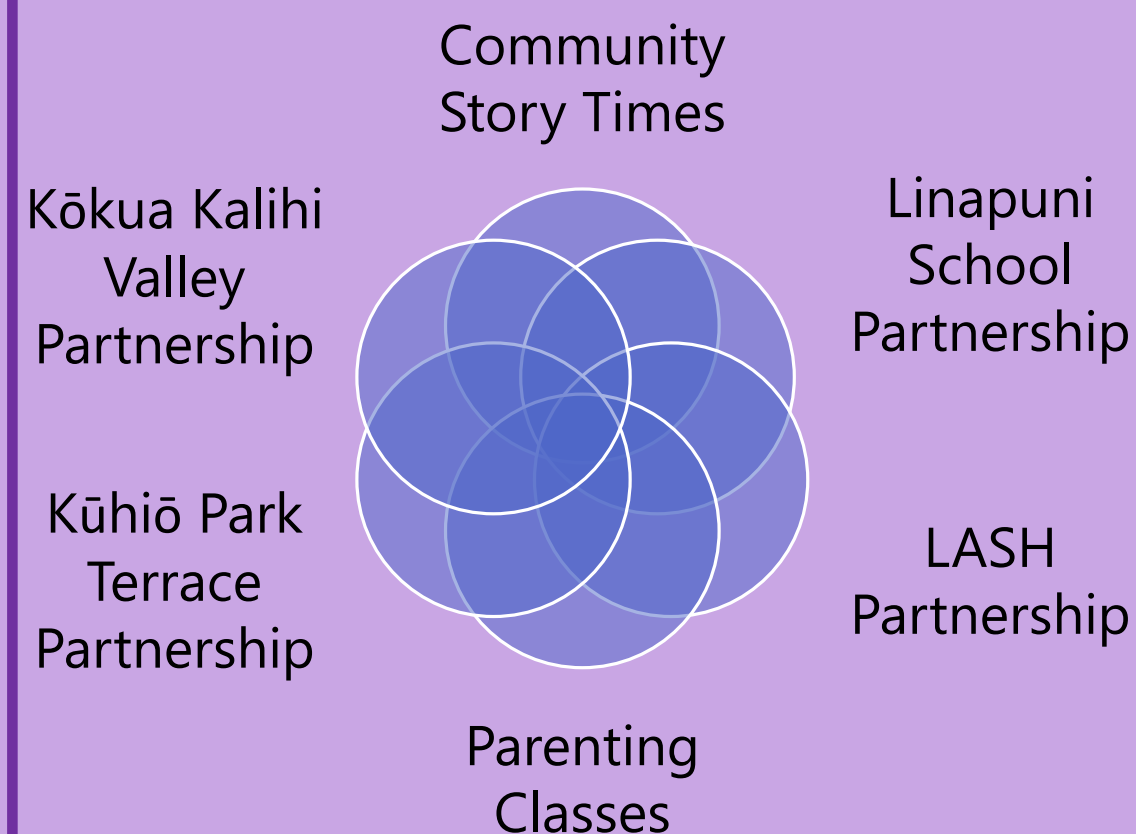 Community
Story Times
Kōkua Kalihi
Valley
Partnership
Linapuni
School
Partnership
Kūhiō Park
Terrace
Partnership
LASH
Partnership
Parenting
Classes